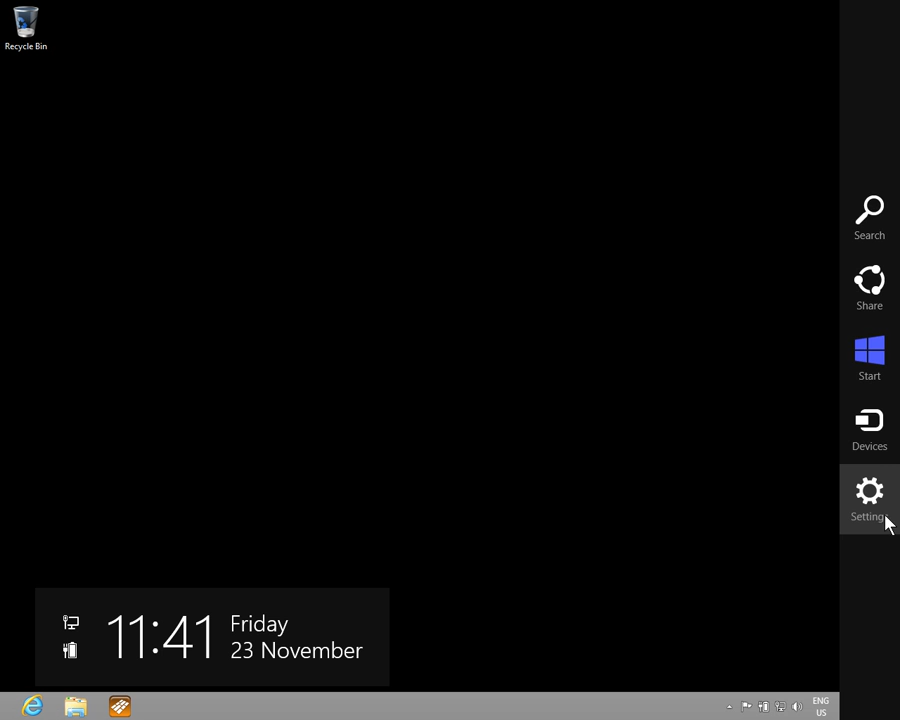 Recycle Bin
Search
Share
Start
Devices
Settings
11:41
Friday
23 November
ENG
US